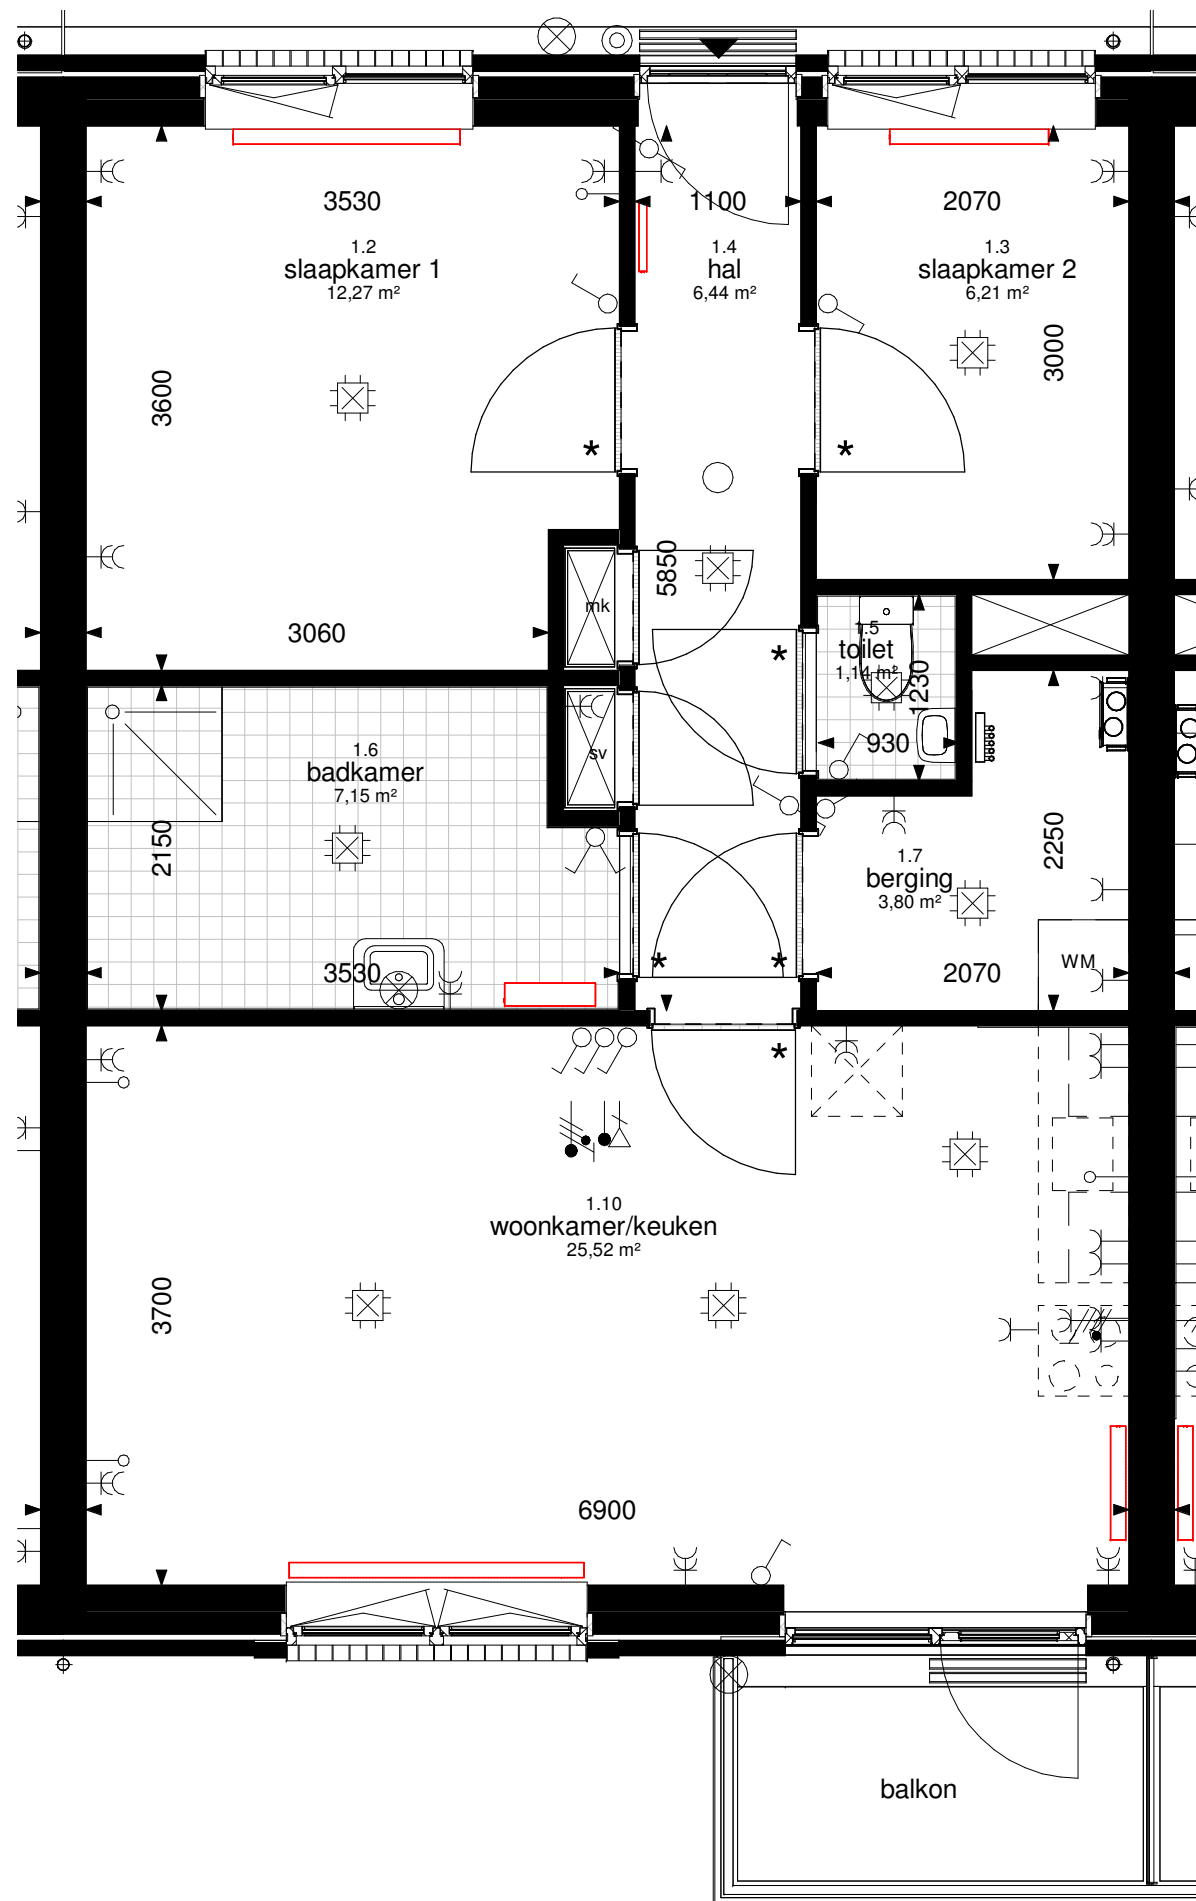 3530
1100
2070
1.2
slaapkamer 1
12,27 m²
1.4
hal
6,44 m²
1.3
slaapkamer 2
6,21 m²
3600
3000
*
*
5850
mk
3060
*
1.5
toilet
1,14 m²
1230
930
sv
1.6
badkamer
7,15 m²
2150
2250
1.7
berging
3,80 m²
3530
*
*
2070
WM
*
1.10
woonkamer/keuken
25,52 m²
3700
6900
balkon